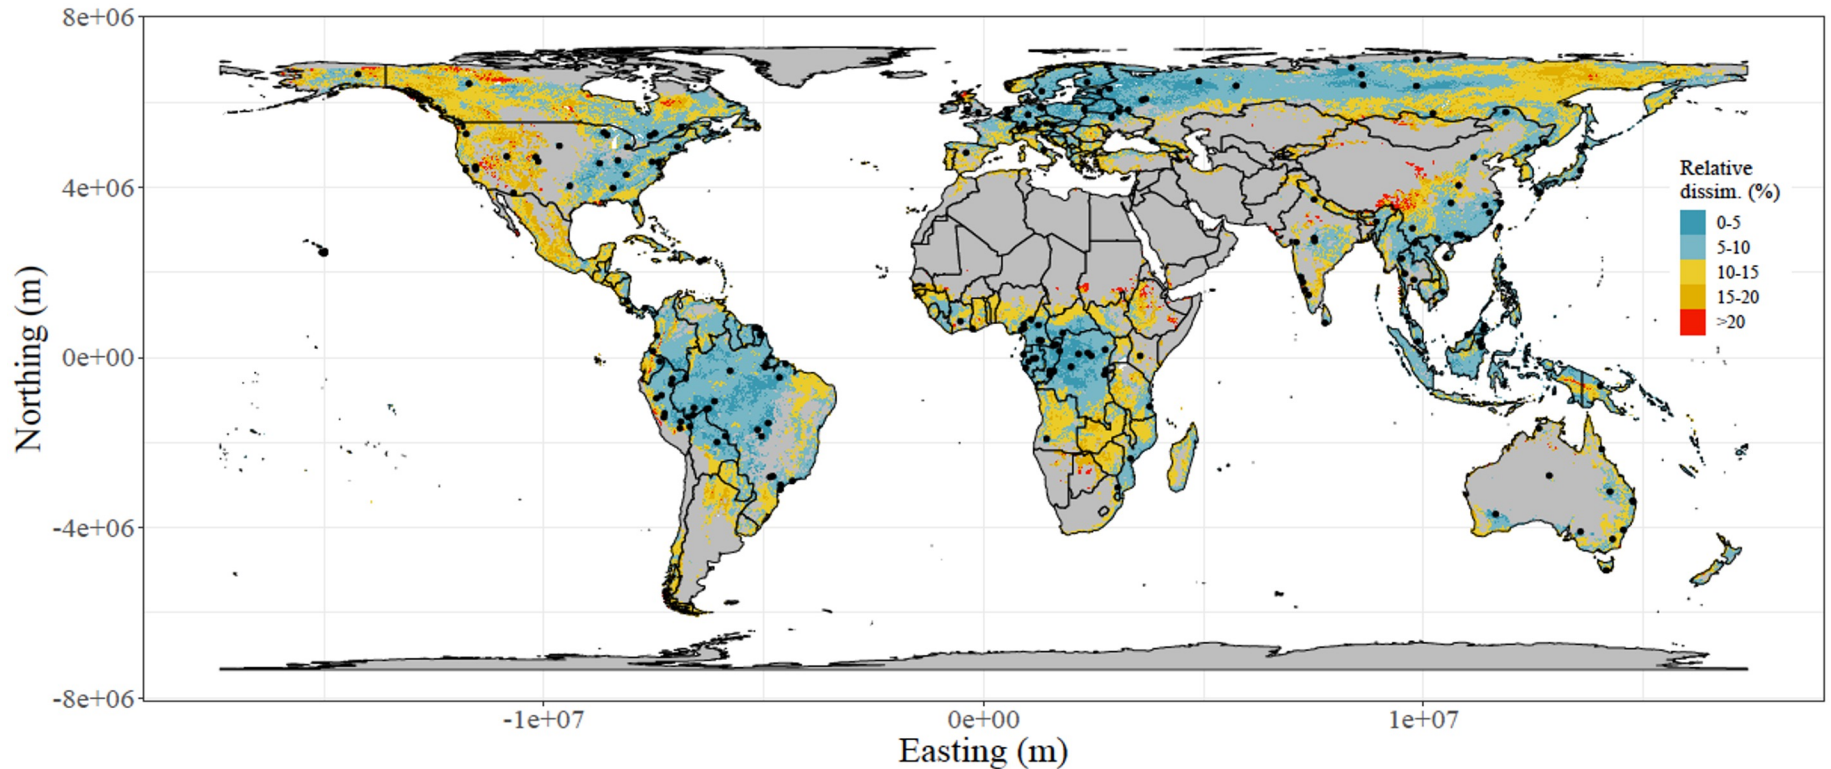 8e+06
4e+06
0e+00
-4e+06
-8e+06
Northing (m)
-1e+07
0e+00
1e+07
Easting (m)
Relative
dissim. (%)
0-5
5-10
10-15
15-20
>20